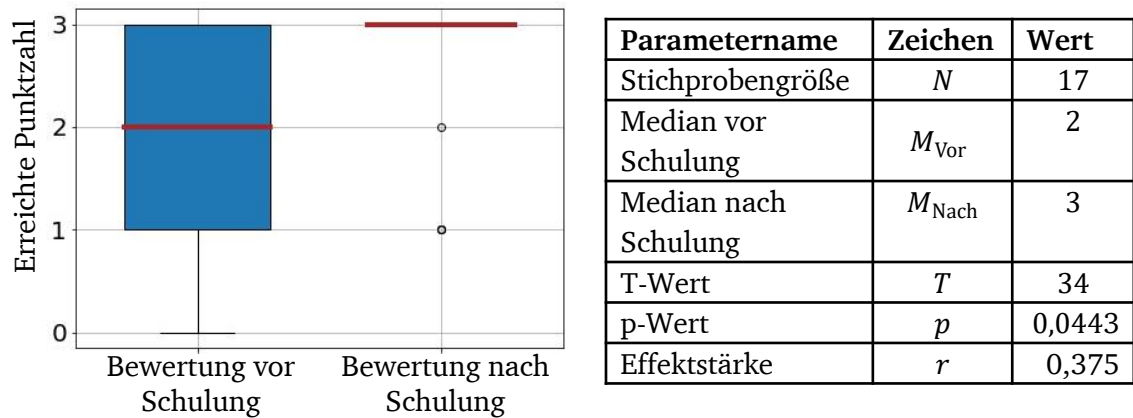 Erreichte Punktzahl
3
2
1
0
Bewertung vor
Schulung
Bewertung nach
Schulung
Parametername Zeichen Wert
Stichprobengröße N 17
Median vor
Schulung M_Vor 2
Median nach
Schulung M_Nach 3
T-Wert T 34
p-Wert p 0,0443
Effektstärke r 0,375